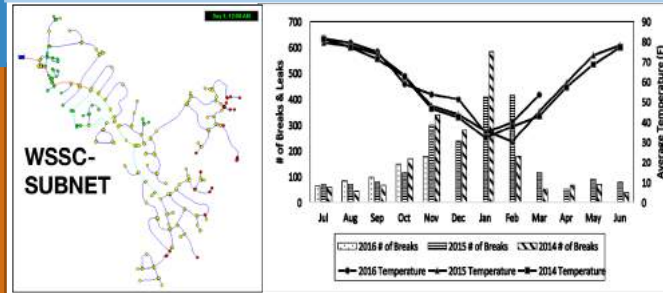 WSSC-
SUBNET
# of Breaks & Leaks
700
600
500
400
300
200
100
0
Jul Aug Sep Oct Nov Dec Jan Feb Mar Apr May Jun
90
80
70
60
50
40
30
20
10
0
Average Temperature (F)
2016 # of Breaks 2015 # of Breaks 2014 # of Breaks
2016 Temperature 2015 Temperature 2014 Temperature